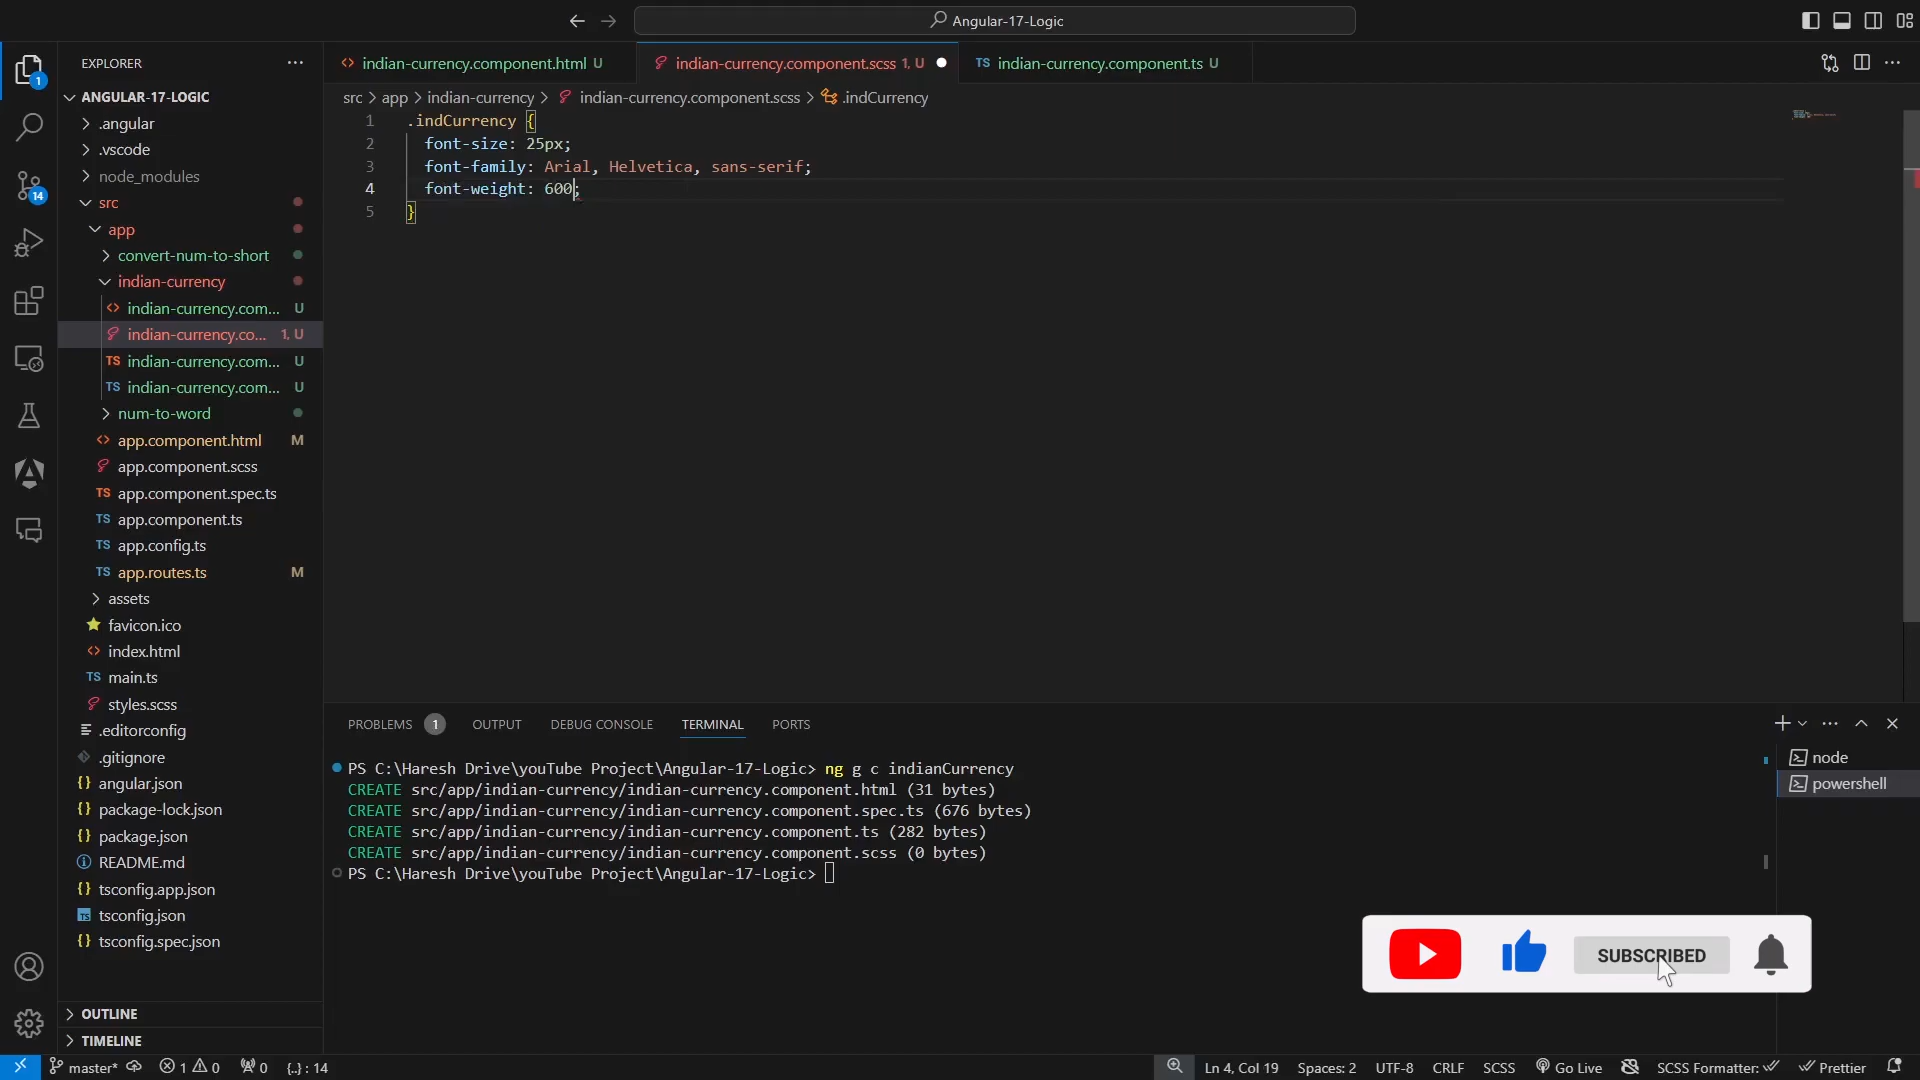 Angular-17-Logic
EXPLORER
indian-currency.component.html U
indian-currency.component.scss 1, U
TS indian-currency.component.ts U
ANGULAR-17-LOGIC
src > app > indian-currency > indian-currency.component.scss > .indCurrency
.angular
.vscode
node_modules
src
app
convert-num-to-short
indian-currency
indian-currency.com... U
indian-currency.co... 1, U
TS indian-currency.com... U
TS indian-currency.com... U
num-to-word
app.component.html M
app.component.scss
TS app.component.spec.ts
TS app.component.ts
TS app.config.ts
TS app.routes.ts M
assets
favicon.ico
index.html
TS main.ts
styles.scss
.editorconfig
.gitignore
{} angular.json
{} package-lock.json
{} package.json
README.md
{} tsconfig.app.json
TS tsconfig.json
{} tsconfig.spec.json
OUTLINE
TIMELINE
1
14
1 .indCurrency {
2 font-size: 25px;
3 font-family: Arial, Helvetica, sans-serif;
4 font-weight: 600;
5 }
PROBLEMS 1 OUTPUT DEBUG CONSOLE TERMINAL PORTS
PS C:\Haresh Drive\youTube Project\Angular-17-Logic> ng g c indianCurrency
CREATE src/app/indian-currency/indian-currency.component.html (31 bytes)
CREATE src/app/indian-currency/indian-currency.component.spec.ts (676 bytes)
CREATE src/app/indian-currency/indian-currency.component.ts (282 bytes)
CREATE src/app/indian-currency/indian-currency.component.scss (0 bytes)
PS C:\Haresh Drive\youTube Project\Angular-17-Logic>
node
powershell
SUBSCRIBED
master* 1 0 0 {..} : 14
Ln 4, Col 19 Spaces: 2 UTF-8 CRLF SCSS Go Live SCSS Formatter: Prettier